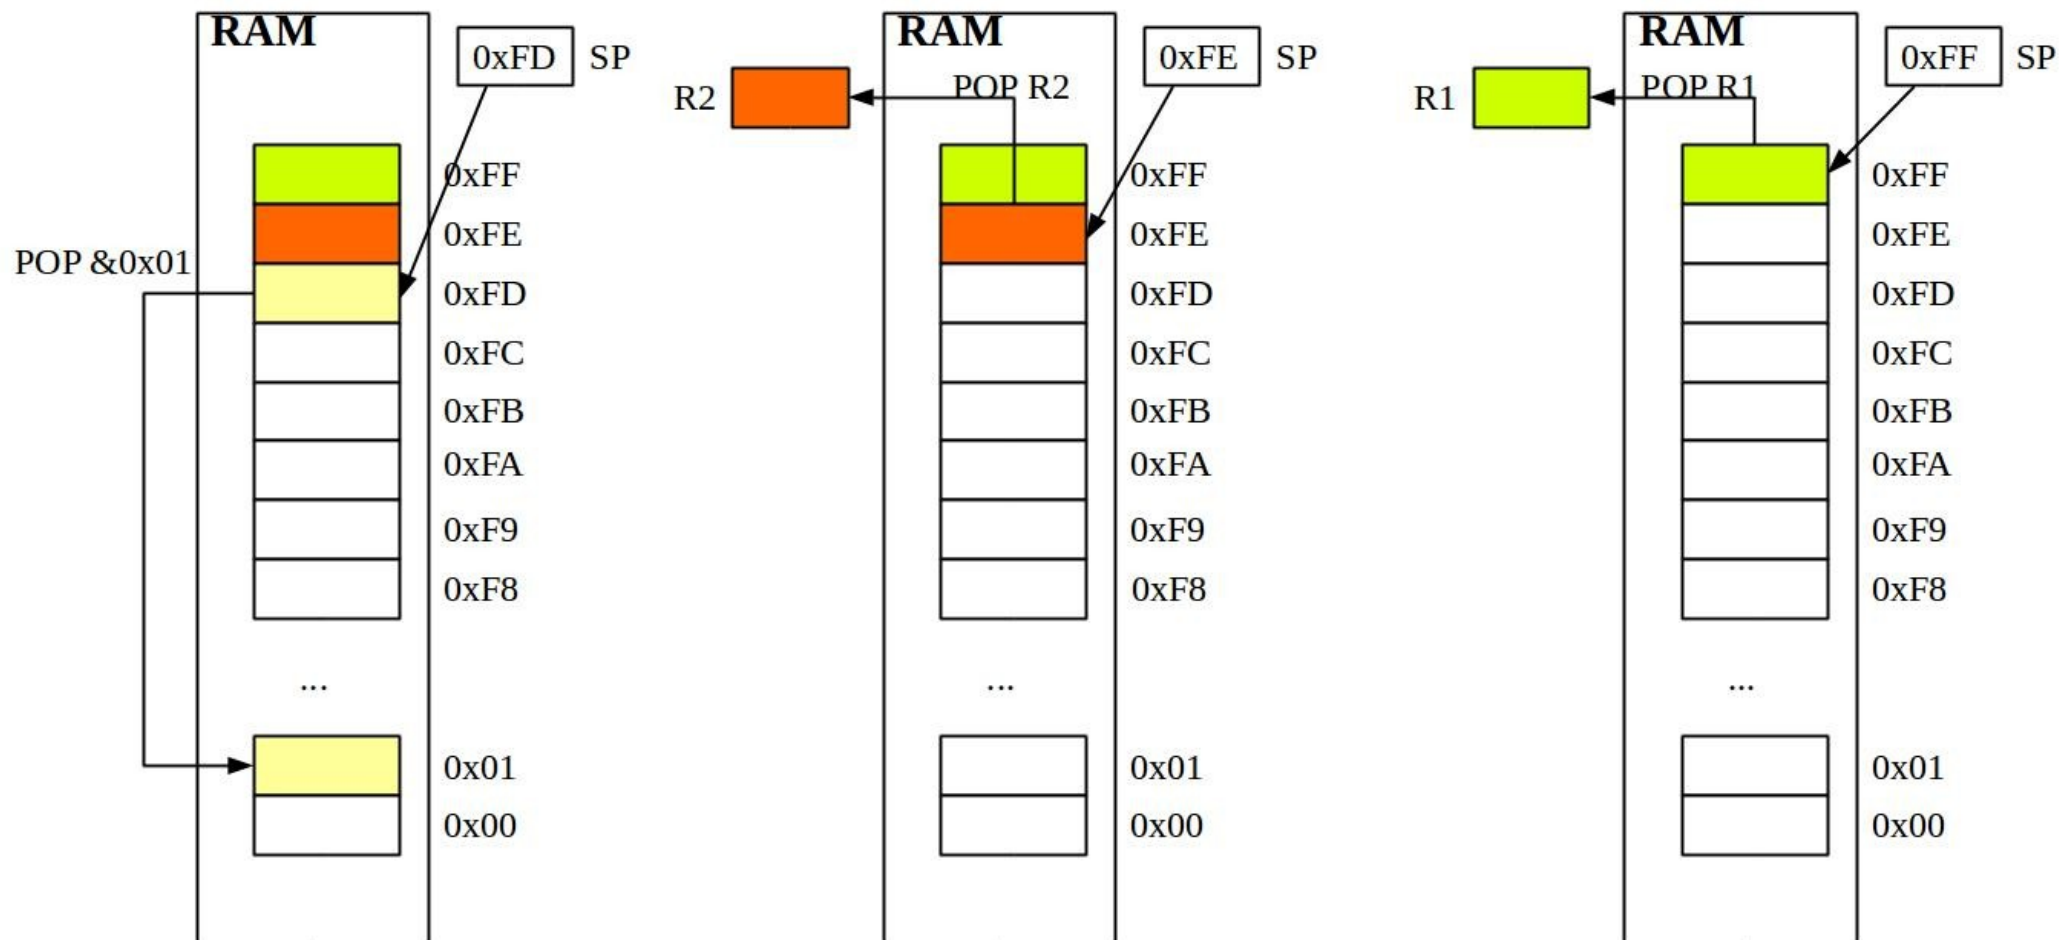 RAM
0xFD SP
POP &0x01
0xFF
0xFE
0xFD
0xFC
0xFB
0xFA
0xF9
0xF8
...
0x01
0x00
RAM
0xFE SP
R2
POP R2
0xFF
0xFE
0xFD
0xFC
0xFB
0xFA
0xF9
0xF8
...
0x01
0x00
RAM
0xFF SP
R1
POP R1
0xFF
0xFE
0xFD
0xFC
0xFB
0xFA
0xF9
0xF8
...
0x01
0x00